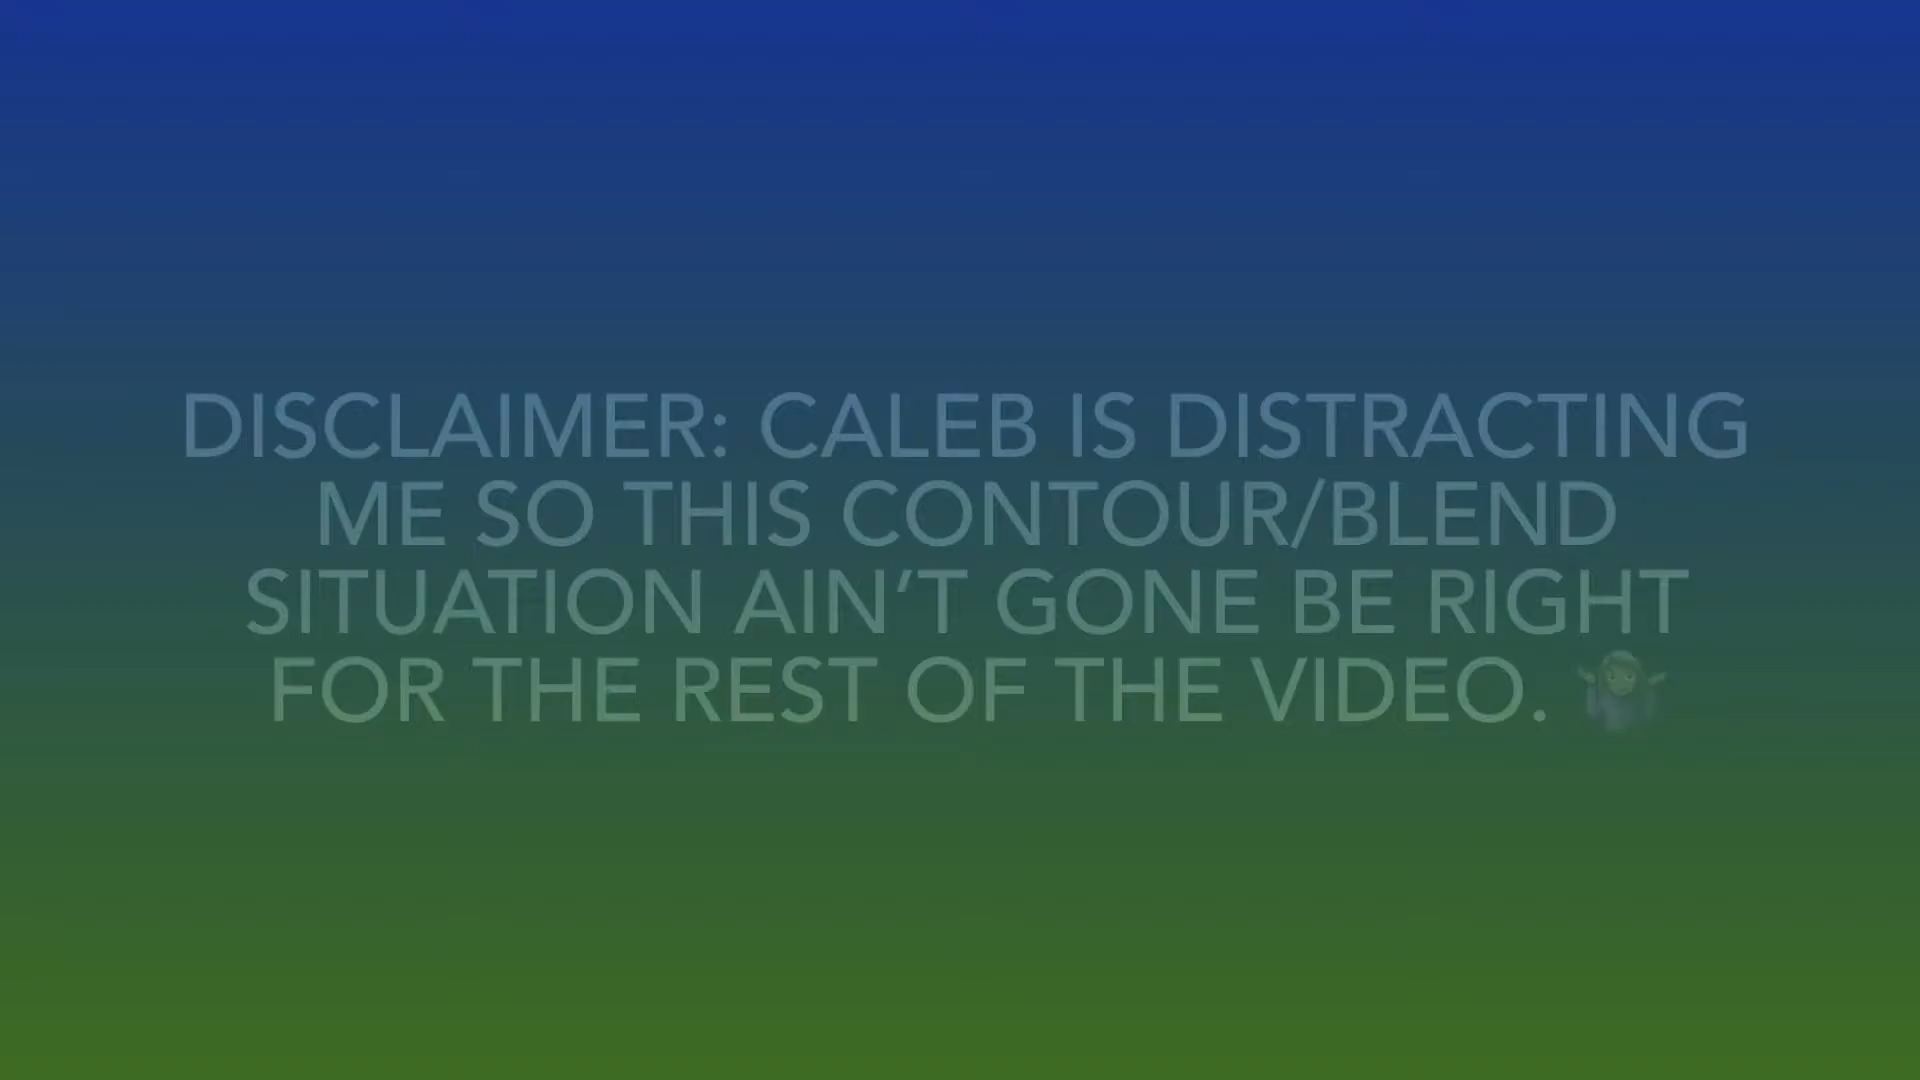 DISCLAIMER: CALEB IS DISTRACTING
ME SO THIS CONTOUR/BLEND
SITUATION AIN’T GONE BE RIGHT
FOR THE REST OF THE VIDEO. 🤷‍♀️